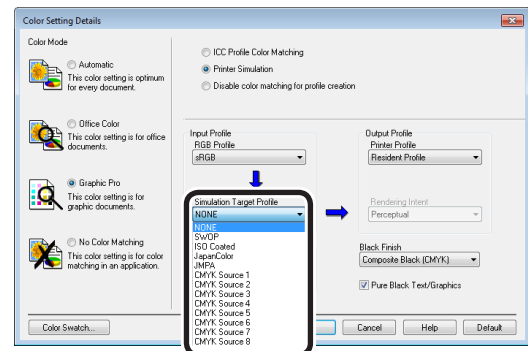 Color Setting Details
Color Mode
Automatic
This color setting is optimum
for every document.
Office Color
This color setting is for office
documents.
Graphic Pro
This color setting is for
graphic documents.
No Color Matching
This color setting is for color
matching in an application.
ICC Profile Color Matching
Printer Simulation
Disable color matching for profile creation
Input Profile
RGB Profile
sRGB
Simulation Target Profile
NONE
NONE
SWOP
ISO Coated
JapanColor
JMPA
CMYK Source 1
CMYK Source 2
CMYK Source 3
CMYK Source 4
CMYK Source 5
CMYK Source 6
CMYK Source 7
CMYK Source 8
Output Profile
Printer Profile
Resident Profile
Rendering Intent
Perceptual
Black Finish
Composite Black (CMYK)
Pure Black Text/Graphics
Color Swatch...
Cancel
Help
Default